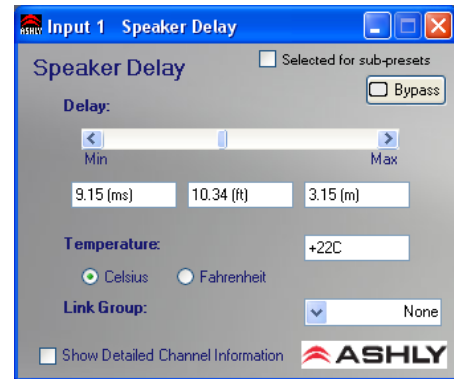 ASHLY Input 1 Speaker Delay
Speaker Delay
Selected for sub-presets
Bypass
Delay:
Min Max
9.15 (ms) 10.34 (ft) 3.15 (m)
Temperature: +22C
Celsius Fahrenheit
Link Group: None
Show Detailed Channel Information ASHLY